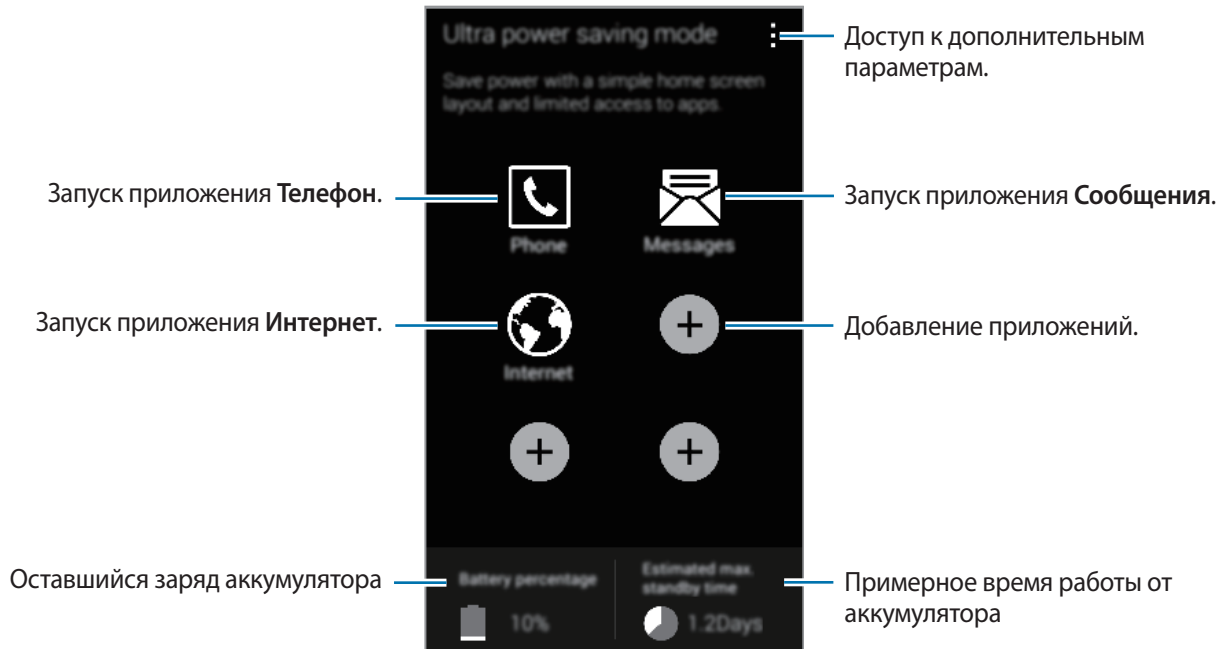 Ultra power saving mode
Доступ к дополнительным
параметрам.
Save power with a simple home screen
layout and limited access to apps.
Запуск приложения Телефон.
Запуск приложения Сообщения.
Phone
Messages
Запуск приложения Интернет.
Добавление приложений.
Internet
Оставшийся заряд аккумулятора
Battery percentage
10%
Estimated max.
standby time
1.2Days
Примерное время работы от
аккумулятора